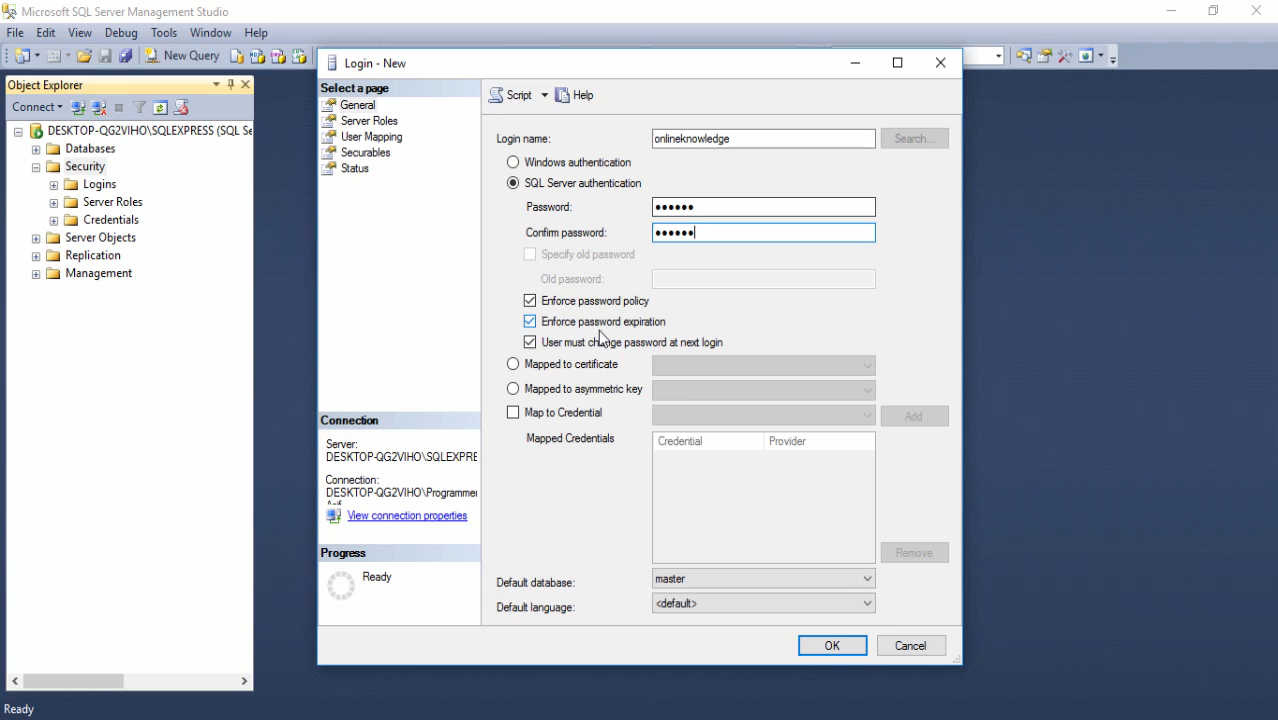 Microsoft SQL Server Management Studio
File Edit View Debug Tools Window Help
New Query
Object Explorer
Connect
DESKTOP-QG2VIHO\SQLEXPRESS (SQL Se
Databases
Security
Logins
Server Roles
Credentials
Server Objects
Replication
Management
Login - New
Select a page
General
Server Roles
User Mapping
Securables
Status
Connection
Server:
DESKTOP-QG2VIHO\SQLEXPRE
Connection:
DESKTOP-QG2VIHO\Programmer
View connection properties
Progress
Ready
Script Help
Login name: onlineknowledge Search...
Windows authentication
SQL Server authentication
Password: ••••••
Confirm password: ••••••
Specify old password
Old password:
Enforce password policy
Enforce password expiration
User must change password at next login
Mapped to certificate
Mapped to asymmetric key
Map to Credential Add
Mapped Credentials Credential Provider
Remove
Default database: master
Default language: <default>
OK Cancel
Ready